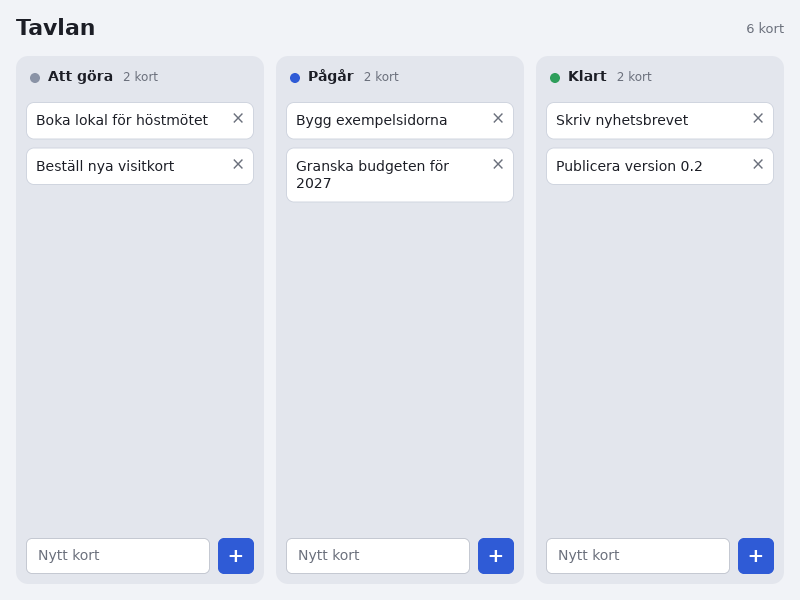 Tavlan
6 kort
Att göra 2 kort
Boka lokal för höstmötet ×
Beställ nya visitkort ×
Nytt kort +
Pågår 2 kort
Bygg exempelsidorna ×
Granska budgeten för ×
2027
Nytt kort +
Klart 2 kort
Skriv nyhetsbrevet ×
Publicera version 0.2 ×
Nytt kort +